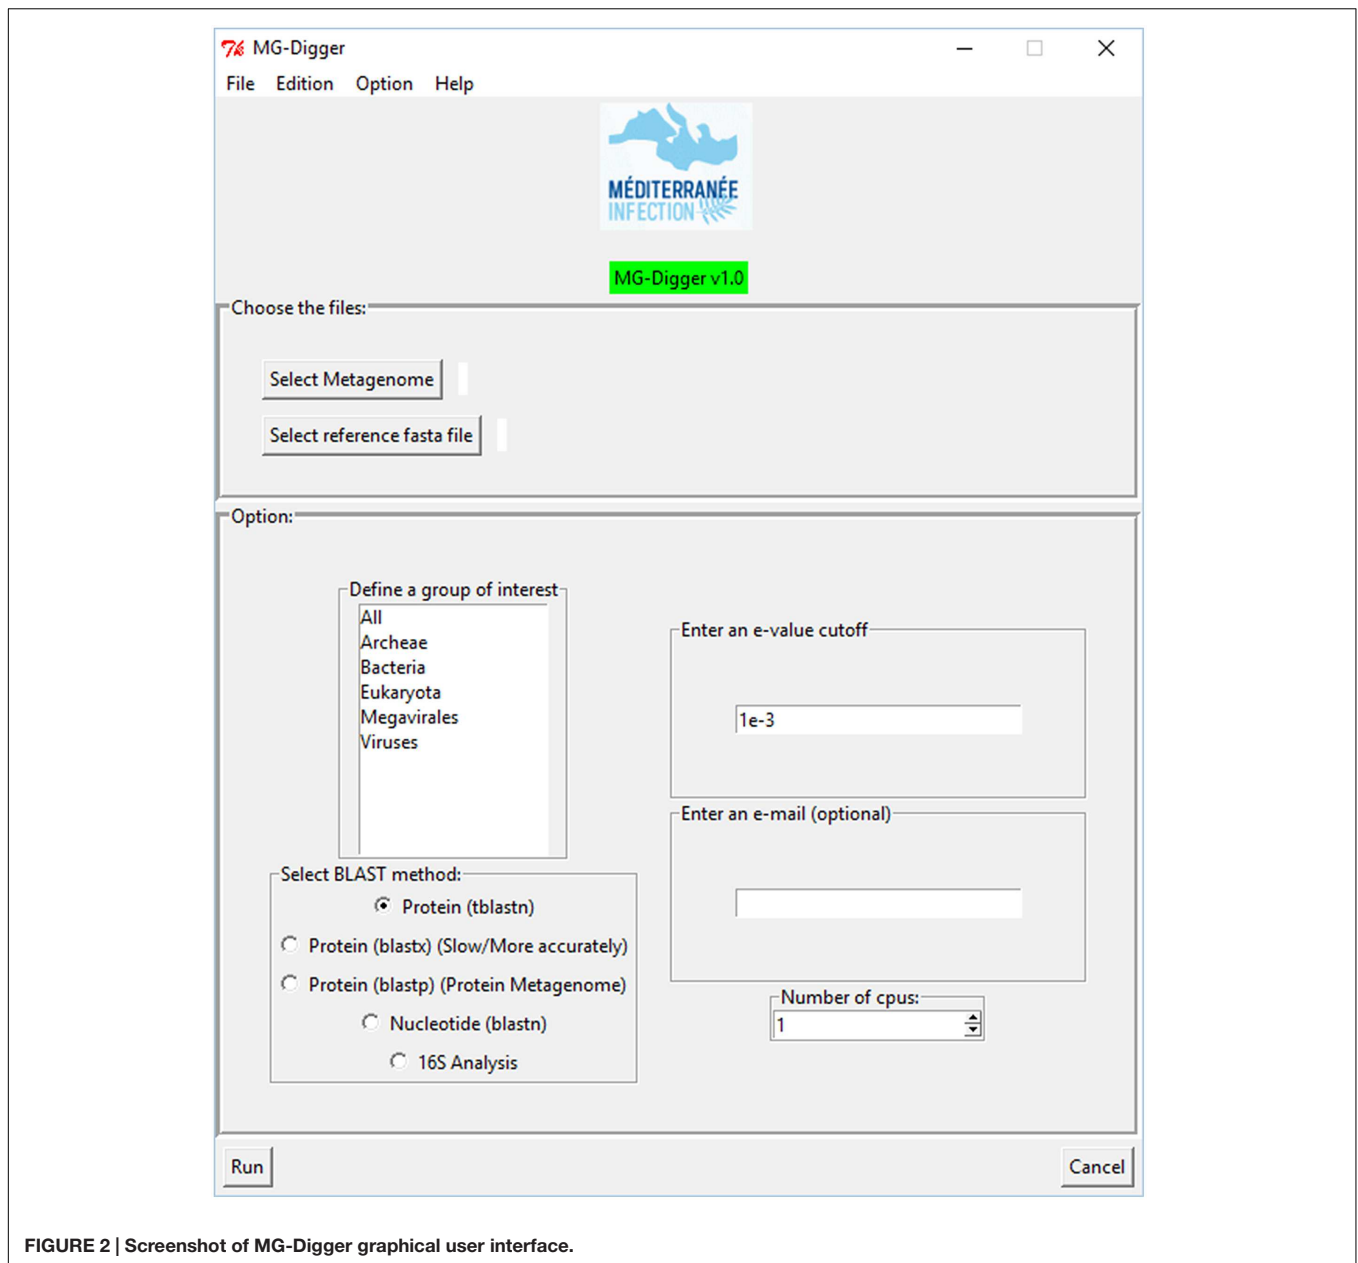 MG-Digger
File Edition Option Help
MÉDITERRANÉE
INFECTION
MG-Digger v1.0
Choose the files:
Select Metagenome
Select reference fasta file
Option:
Define a group of interest
All
Archeae
Bacteria
Eukaryota
Megavirales
Viruses
Enter an e-value cutoff
1e-3
Enter an e-mail (optional)
Select BLAST method:
Protein (tblastn)
Protein (blastx) (Slow/More accurately)
Protein (blastp) (Protein Metagenome)
Nucleotide (blastn)
16S Analysis
Number of cpus:
1
Run
Cancel
FIGURE 2 | Screenshot of MG-Digger graphical user interface.